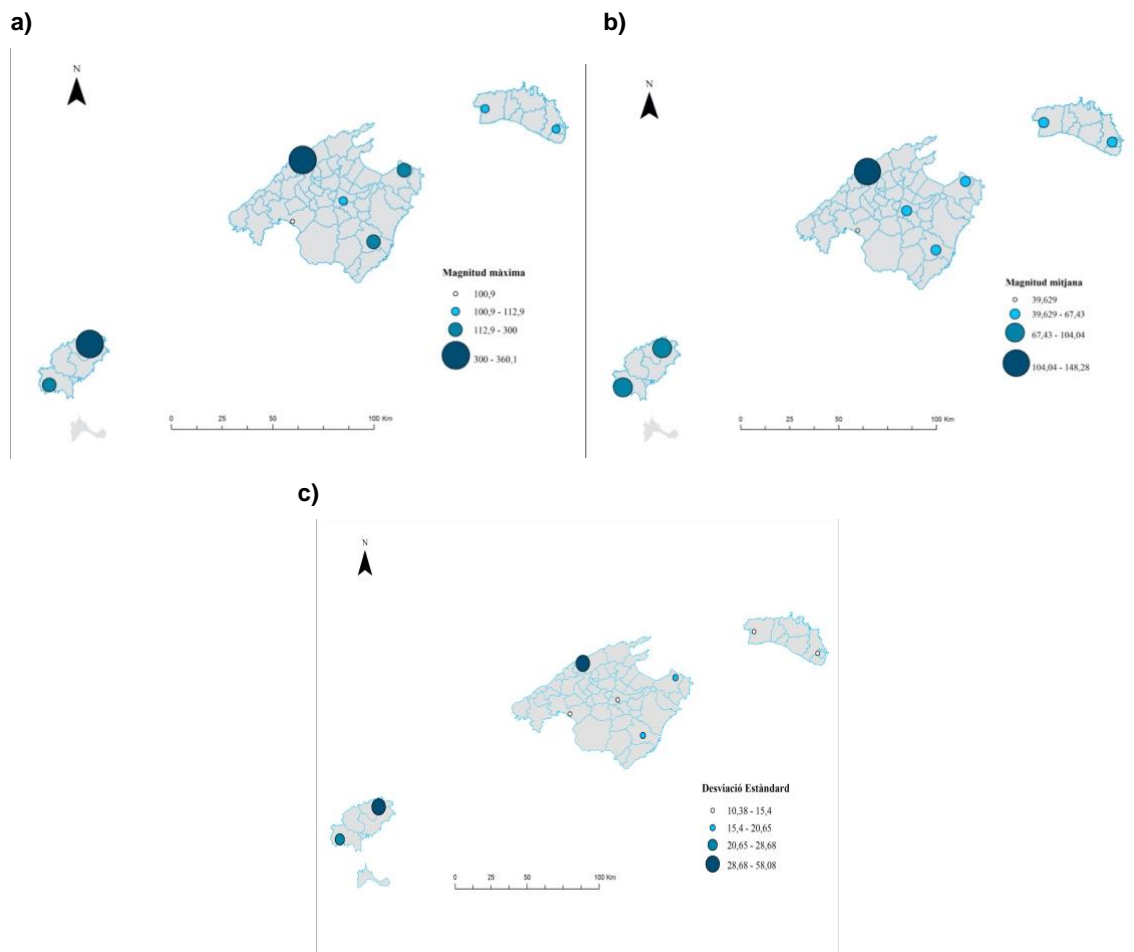 a)
b)
N
N
Magnitud màxima
100,9
100,9 - 112,9
112,9 - 300
300 - 360,1
0 25 50 100 Km
Magnitud mitjana
39,629
39,629 - 67,43
67,43 - 104,04
104,04 - 148,28
0 25 50 100 Km
c)
N
Desviació Estàndard
10,38 - 15,4
15,4 - 20,65
20,65 - 28,68
28,68 - 58,08
0 25 50 100 Km